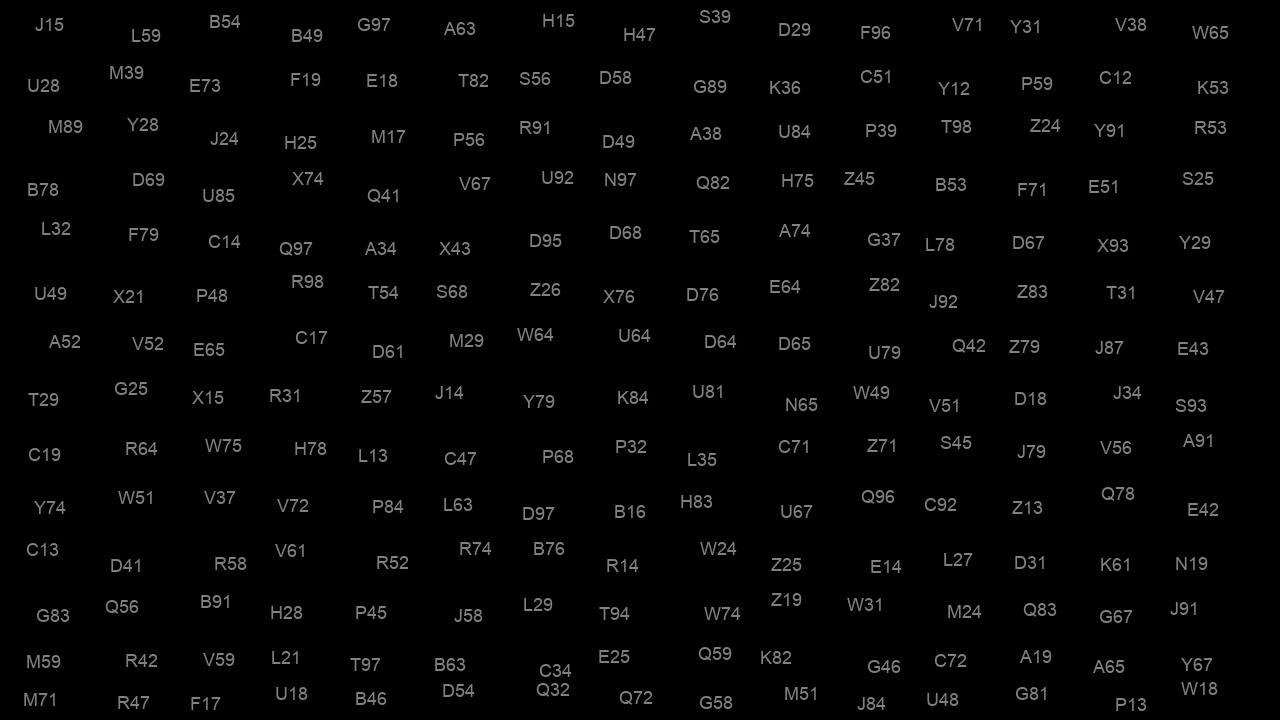 J15 L59 B54 B49 G97 A63 H15 H47 S39 D29 F96 V71 Y31 V38 W65
U28 M39 E73 F19 E18 T82 S56 D58 G89 K36 C51 Y12 P59 C12 K53
M89 Y28 J24 H25 M17 P56 R91 D49 A38 U84 P39 T98 Z24 Y91 R53
B78 D69 U85 X74 Q41 V67 U92 N97 Q82 H75 Z45 B53 F71 E51 S25
L32 F79 C14 Q97 A34 X43 D95 D68 T65 A74 G37 L78 D67 X93 Y29
U49 X21 P48 R98 T54 S68 Z26 X76 D76 E64 Z82 J92 Z83 T31 V47
A52 V52 E65 C17 D61 M29 W64 U64 D64 D65 U79 Q42 Z79 J87 E43
T29 G25 X15 R31 Z57 J14 Y79 K84 U81 N65 W49 V51 D18 J34 S93
C19 R64 W75 H78 L13 C47 P68 P32 L35 C71 Z71 S45 J79 V56 A91
Y74 W51 V37 V72 P84 L63 D97 B16 H83 U67 Q96 C92 Z13 Q78 E42
C13 D41 R58 V61 R52 R74 B76 R14 W24 Z25 E14 L27 D31 K61 N19
G83 Q56 B91 H28 P45 J58 L29 T94 W74 Z19 W31 M24 Q83 G67 J91
M59 R42 V59 L21 T97 B63 C34 E25 Q59 K82 G46 C72 A19 A65 Y67
M71 R47 F17 U18 B46 D54 Q32 Q72 G58 M51 J84 U48 G81 P13 W18